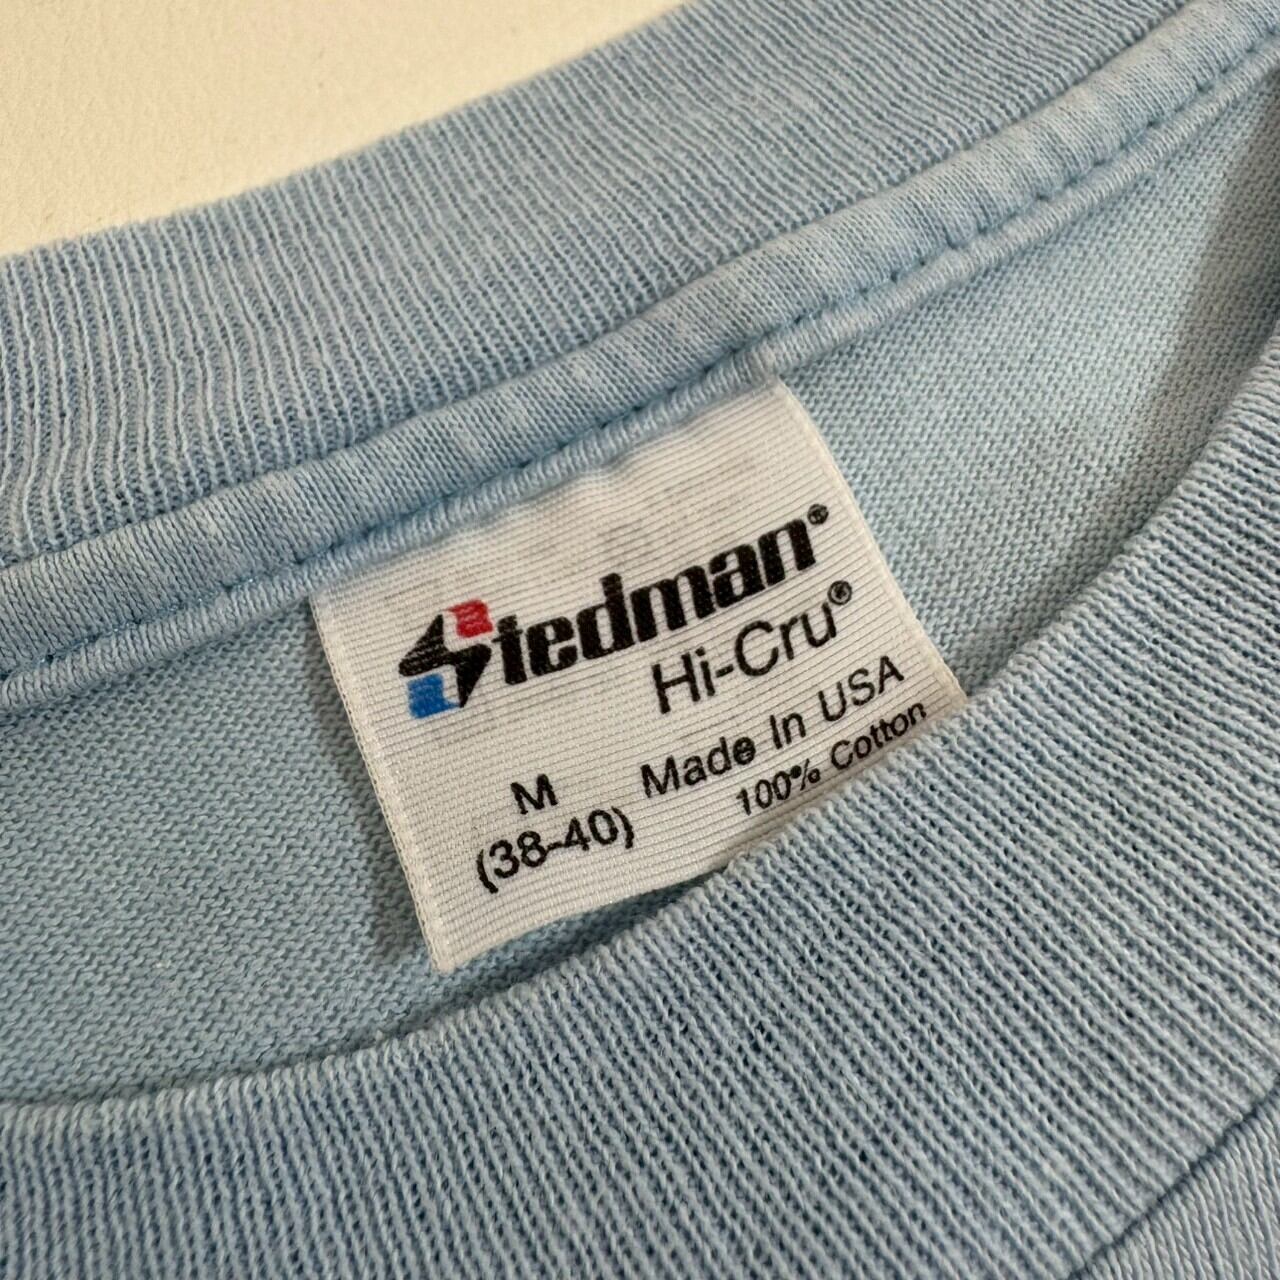 Stedman®
Hi-Cru®
M Made In USA
(38-40) 100% Cotton